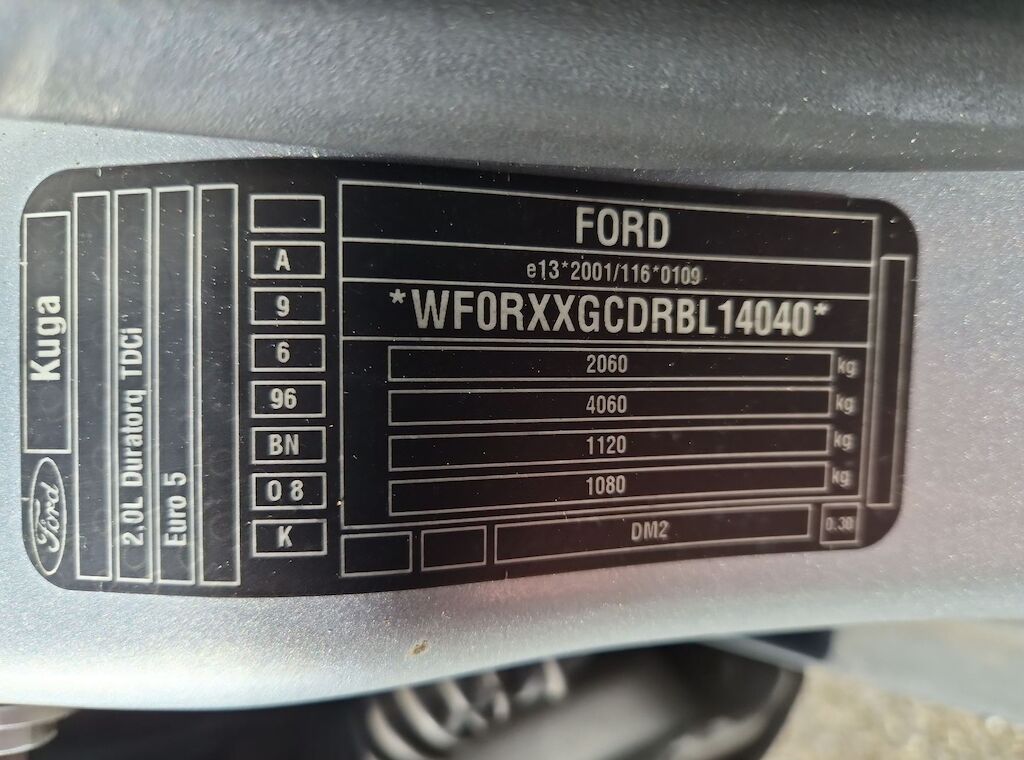 FORD
e13*2001/116*0109
*WF0RXXGCDRBL14040*
2060 kg
4060 kg
1120 kg
1080 kg
DM2
0.30
A
9
6
96
BN
0 8
K
Kuga
2.0L Duratorq TDCi
Euro 5
Ford